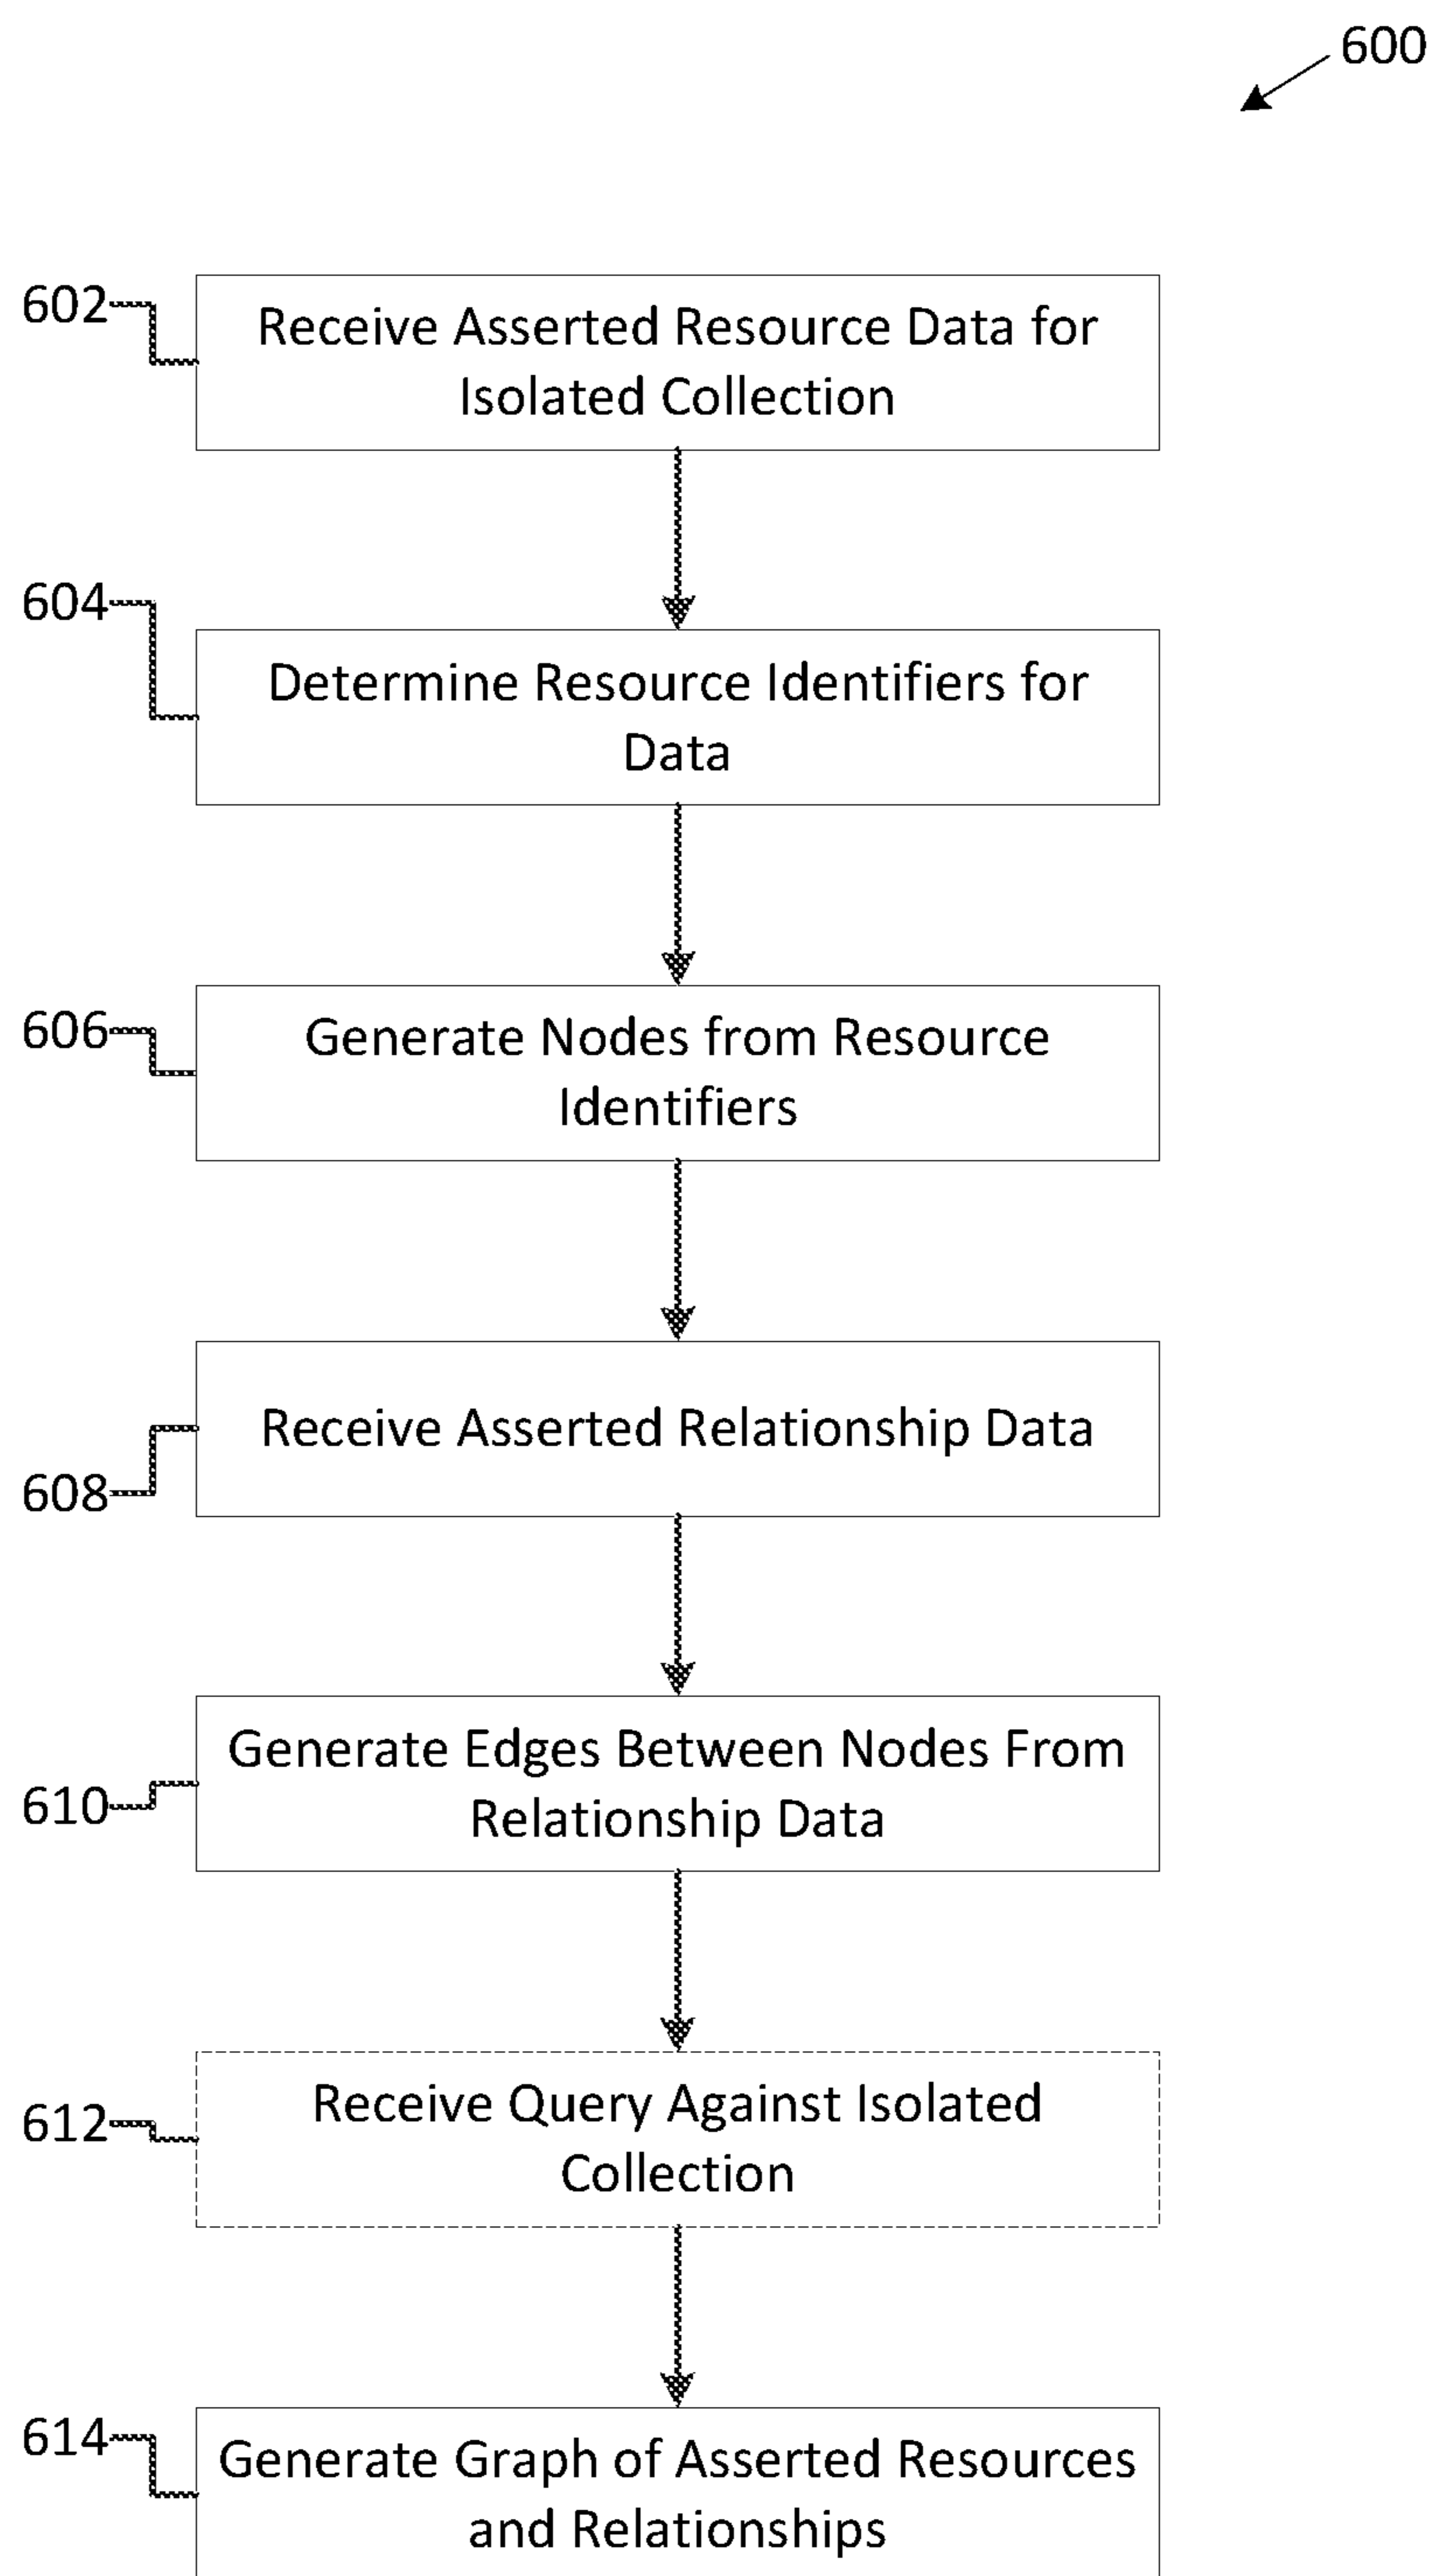 600
602
Receive Asserted Resource Data for
Isolated Collection
604
Determine Resource Identifiers for
Data
606
Generate Nodes from Resource
Identifiers
Receive Asserted Relationship Data
608
Generate Edges Between Nodes From
610
Relationship Data
612
Receive Query Against Isolated
Collection
614
Generate Graph of Asserted Resources
and Relationships